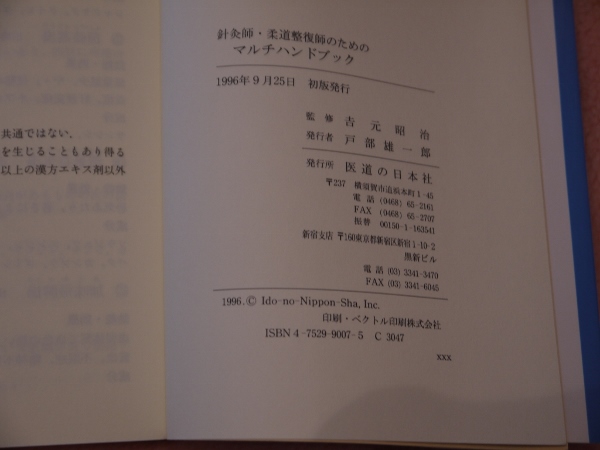 共通ではない.
を生じることもあり得る
以上の漢方エキス剤以外
針灸師・柔道整復師のための
マルチハンドブック
1996年9月25日 初版発行
監修 吉元昭治
発行者 戸部雄一郎
発行所 医道の日本社
〒237 横須賀市追浜本町1-45
電話 (0468) 65-2161
FAX (0468) 65-2707
振替 00150-1-163541
新宿支店 〒160東京都新宿区新宿1-10-2
黒新ビル
電話 (03) 3341-3470
FAX (03) 3341-6045
1996.© Ido-no-Nippon-Sha, Inc.
印刷・ベクトル印刷株式会社
ISBN 4-7529-9007-5 C 3047
xxx